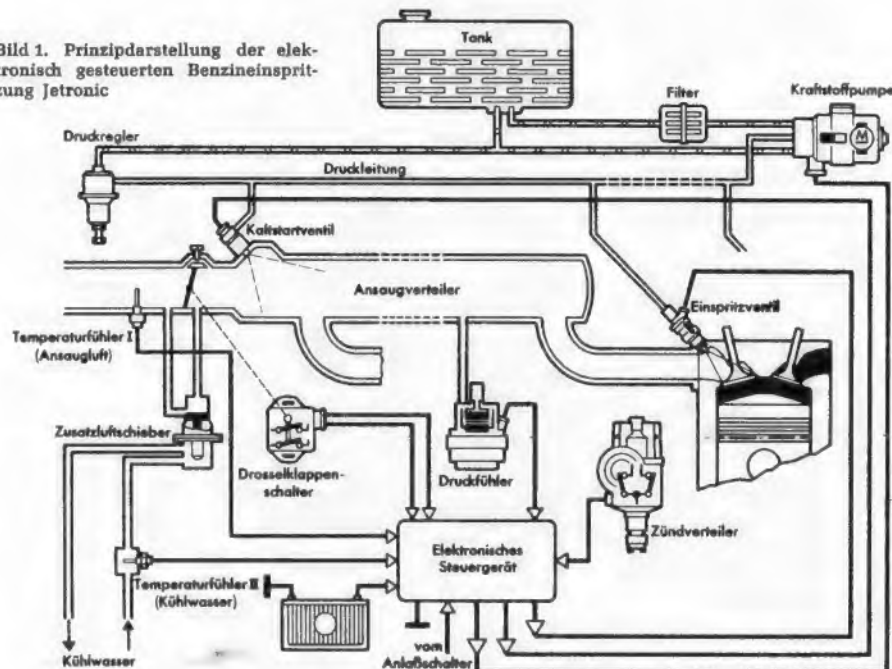 Bild 1. Prinzipdarstellung der elek-
tronisch gesteuerten Benzineinsprit-
zung Jetronic
Tank
Filter
Kraftstoffpumpe
Druckregler
Druckleitung
Kaltstartventil
Ansaugverteiler
Einspritzventil
Temperaturfühler I
(Ansaugluft)
Zusatzluftschieber
Drosselklappen-
schalter
Druckfühler
Zündverteiler
Elektronisches
Steuergerät
Temperaturfühler II
(Kühlwasser)
Kühlwasser
vom
Anlaßschalter
M